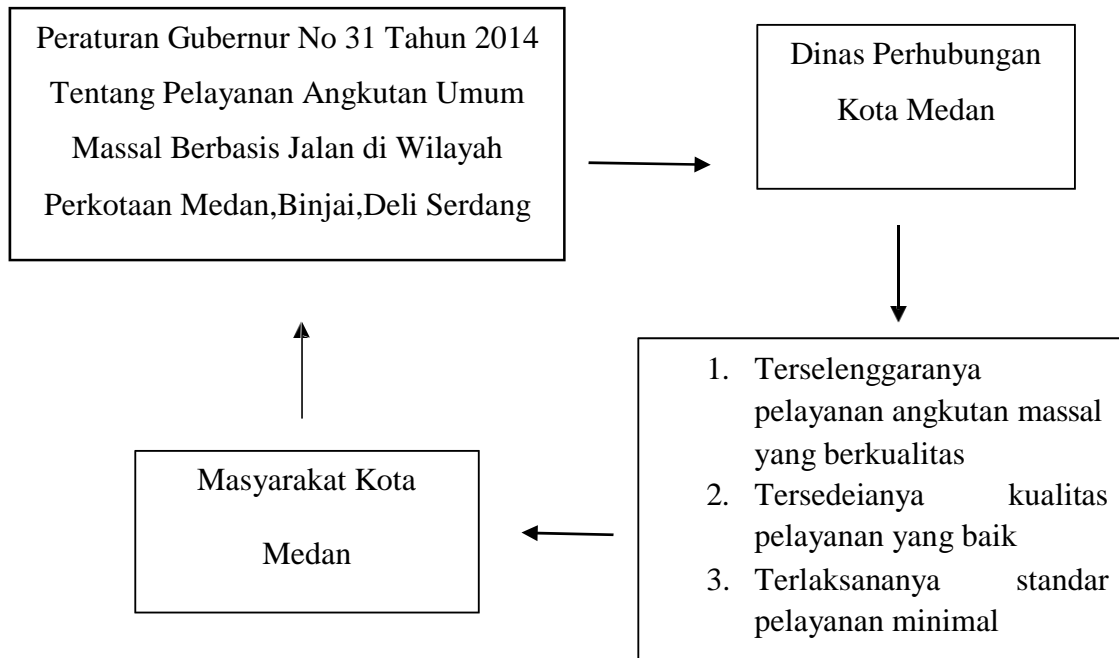 Peraturan Gubernur No 31 Tahun 2014
Tentang Pelayanan Angkutan Umum
Massal Berbasis Jalan di Wilayah
Perkotaan Medan,Binjai,Deli Serdang
Dinas Perhubungan
Kota Medan
1. Terselenggaranya
pelayanan angkutan massal
yang berkualitas
2. Tersedeianya kualitas
pelayanan yang baik
3. Terlaksananya standar
pelayanan minimal
Masyarakat Kota
Medan